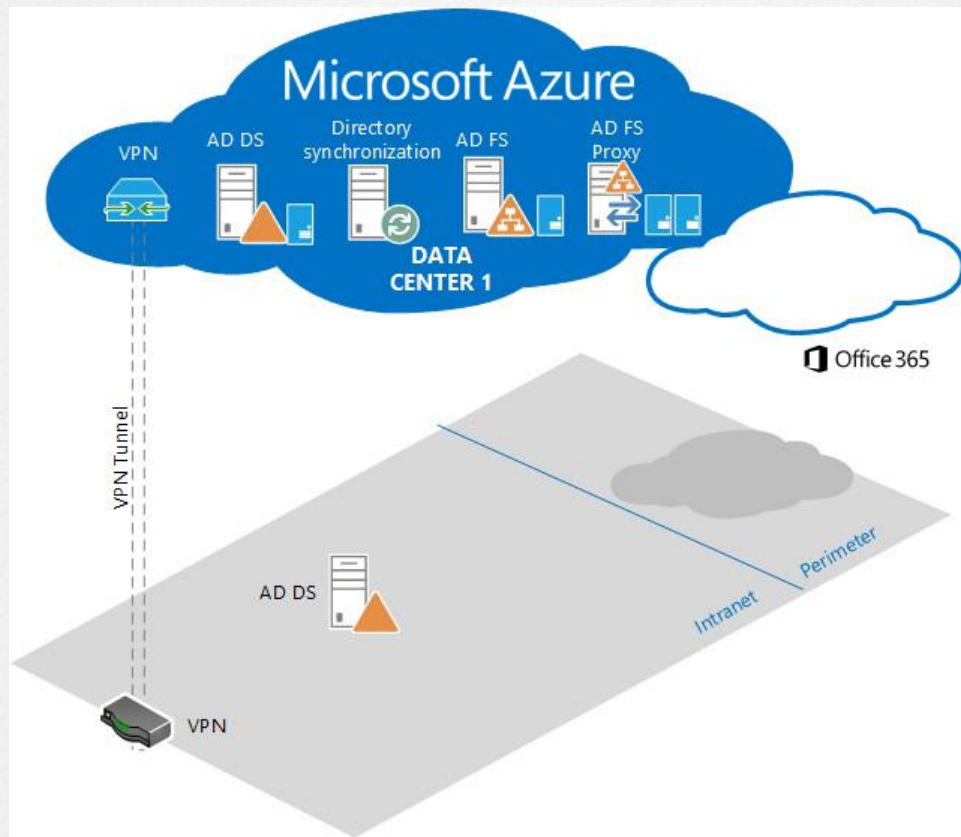 Microsoft Azure
VPN
AD DS
Directory
synchronization
AD FS
AD FS
Proxy
DATA
CENTER 1
Office 365
VPN Tunnel
AD DS
Perimeter
Intranet
VPN